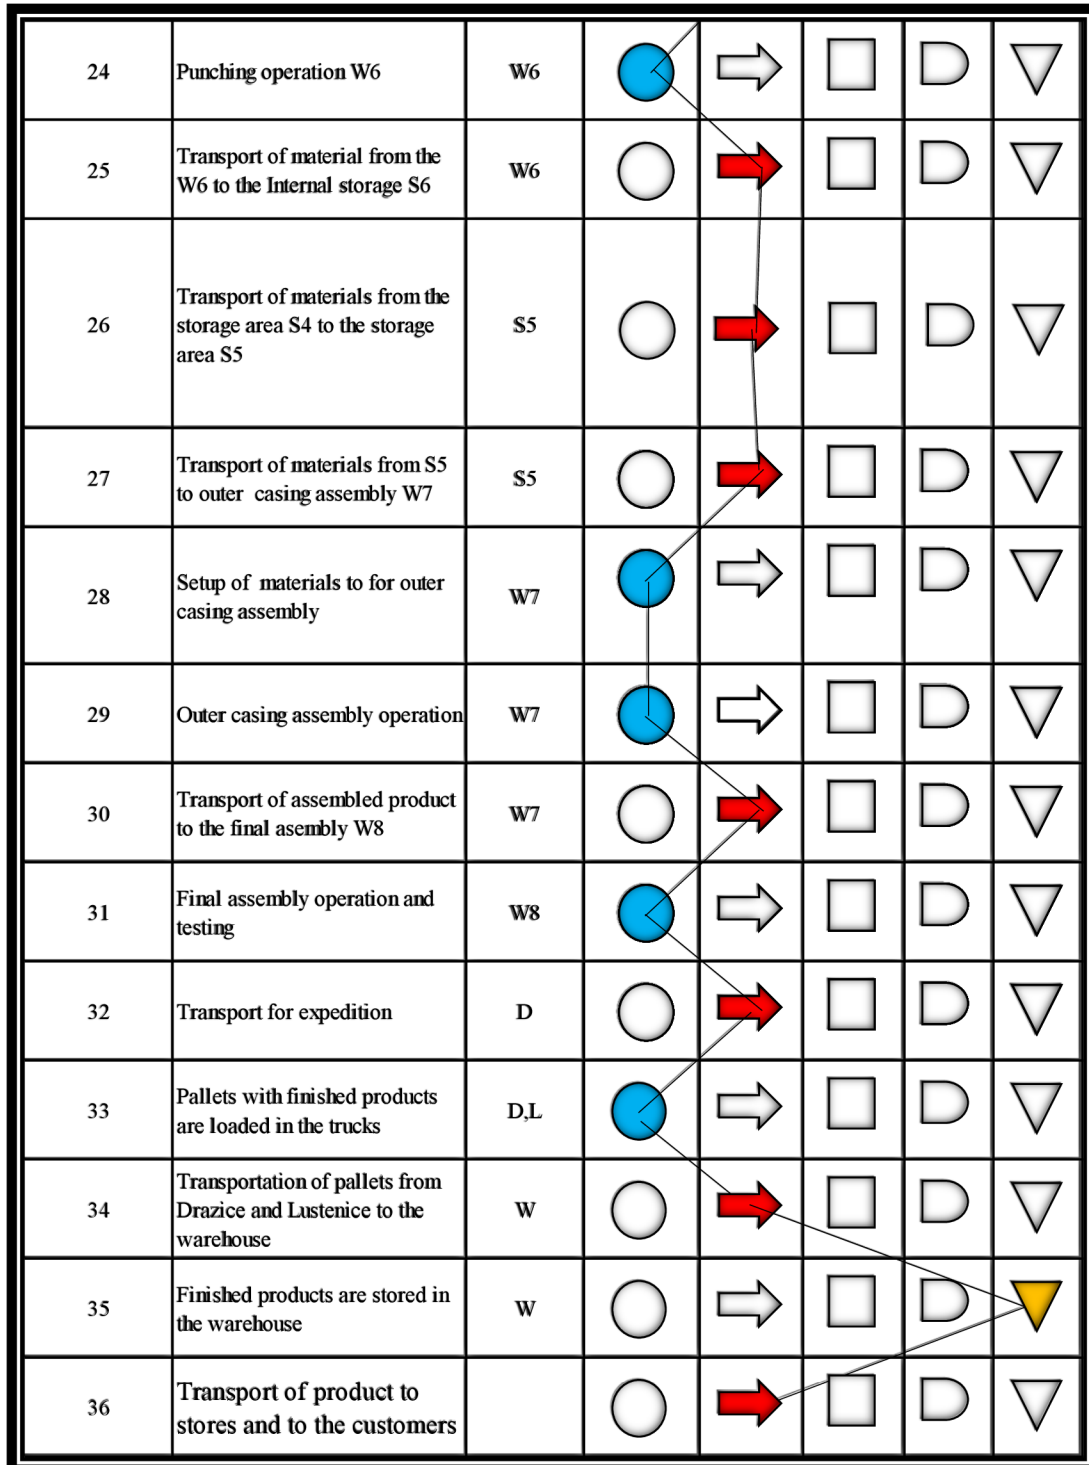 24 Punching operation W6 W6
25 Transport of material from the
W6 to the Internal storage S6 W6
26 Transport of materials from the
storage area S4 to the storage
area S5 S5
27 Transport of materials from S5
to outer casing assembly W7 S5
28 Setup of materials to for outer
casing assembly W7
29 Outer casing assembly operation W7
30 Transport of assembled product
to the final asembly W8 W7
31 Final assembly operation and
testing W8
32 Transport for expedition D
33 Pallets with finished products
are loaded in the trucks D,L
34 Transportation of pallets from
Drazice and Lustenice to the
warehouse W
35 Finished products are stored in
the warehouse W
36 Transport of product to
stores and to the customers